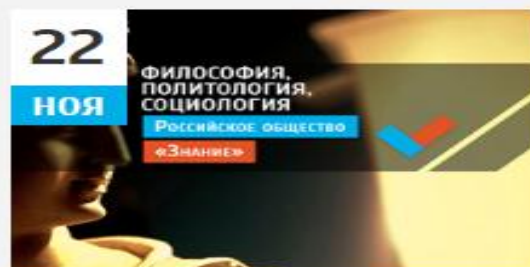 22
НОЯ
ФИЛОСОФИЯ,
ПОЛИТОЛОГИЯ,
СОЦИОЛОГИЯ
Российское общество
«Знание»